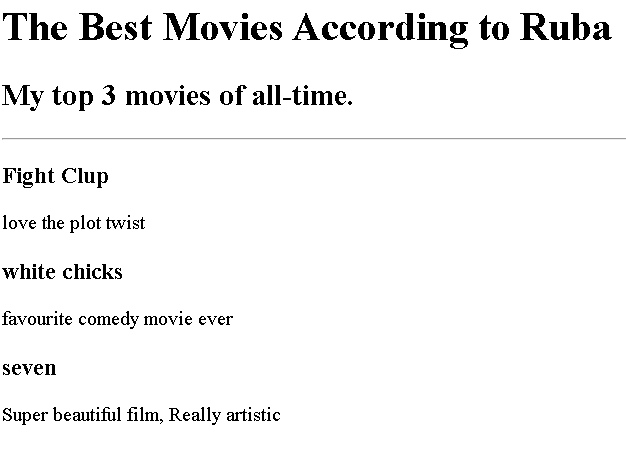 The Best Movies According to Ruba
My top 3 movies of all-time.
Fight Clup
love the plot twist
white chicks
favourite comedy movie ever
seven
Super beautiful film, Really artistic